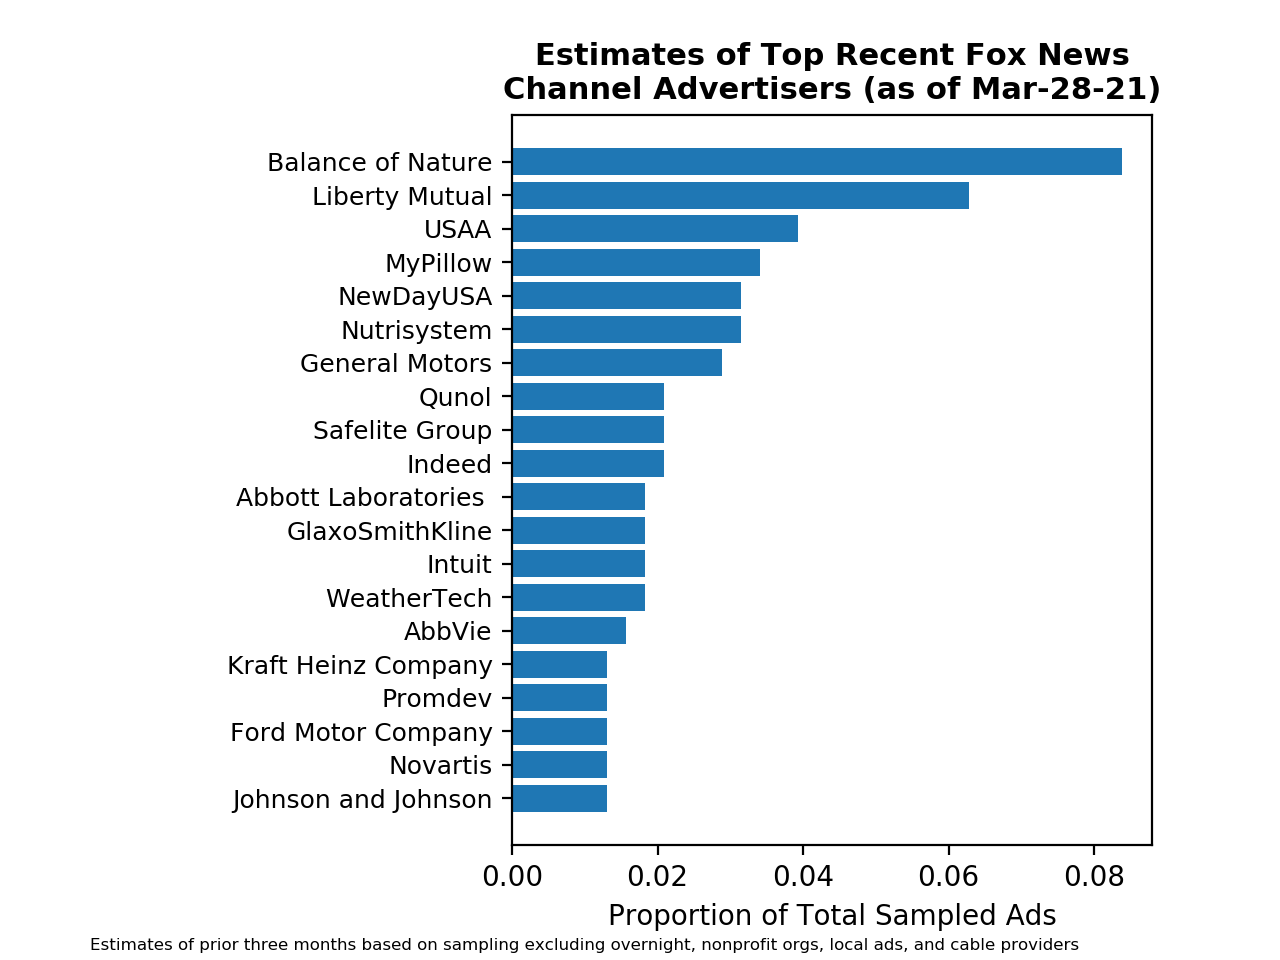 Estimates of Top Recent Fox News
Channel Advertisers (as of Mar-28-21)
Balance of Nature
Liberty Mutual
USAA
MyPillow
NewDayUSA
Nutrisystem
General Motors
Qunol
Safelite Group
Indeed
Abbott Laboratories
GlaxoSmithKline
Intuit
WeatherTech
AbbVie
Kraft Heinz Company
Promdev
Ford Motor Company
Novartis
Johnson and Johnson
0.00 0.02 0.04 0.06 0.08
Proportion of Total Sampled Ads
Estimates of prior three months based on sampling excluding overnight, nonprofit orgs, local ads, and cable providers